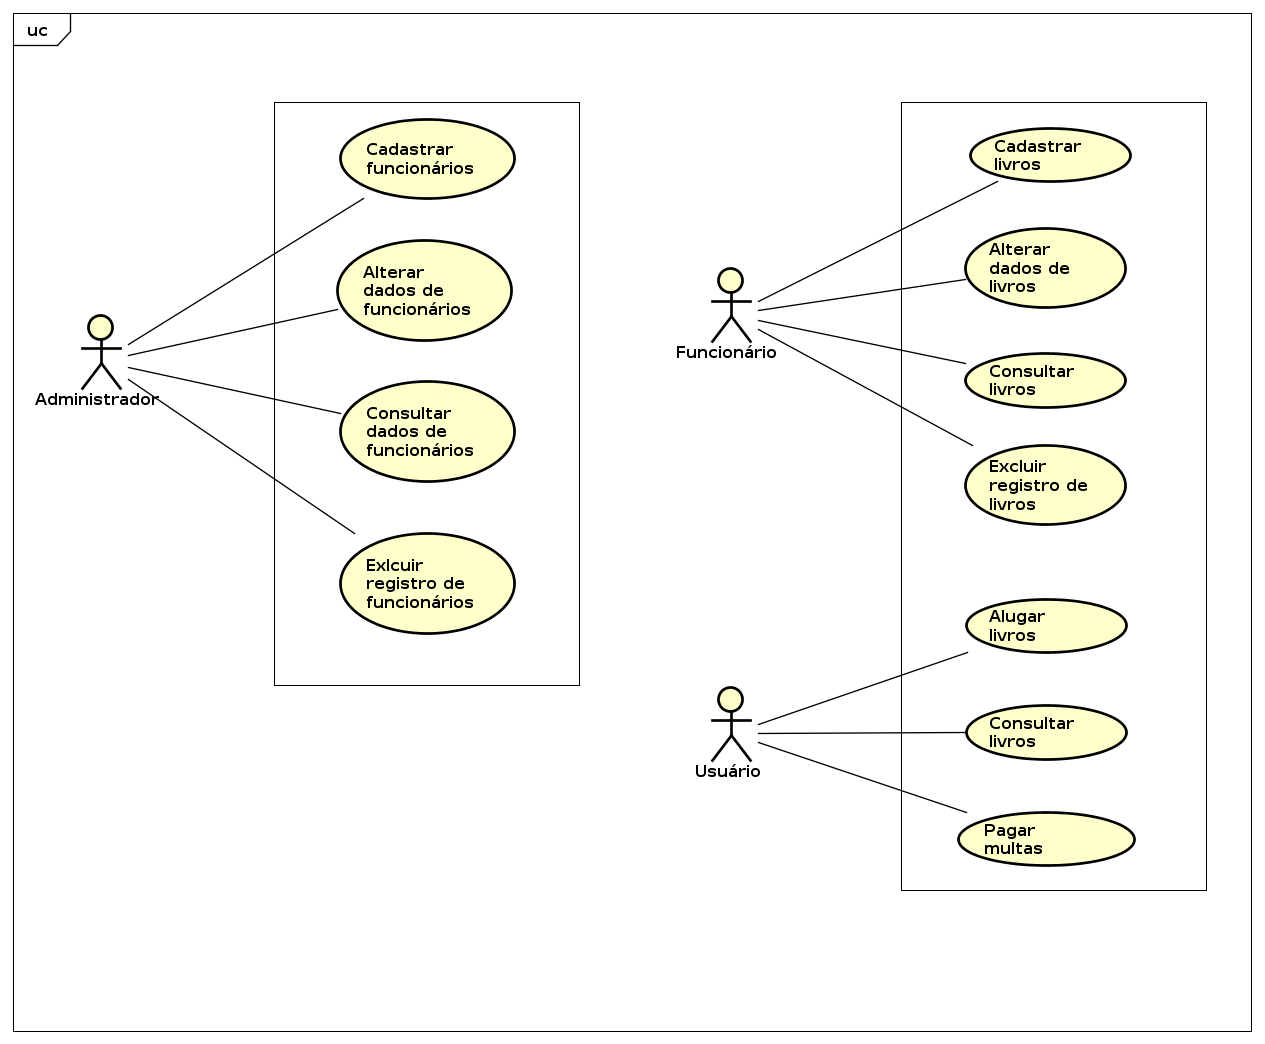 uc
Cadastrar
funcionários
Alterar
dados de
funcionários
Administrador
Consultar
dados de
funcionários
Exlcuir
registro de
funcionários
Cadastrar
livros
Alterar
dados de
livros
Funcionário
Consultar
livros
Excluir
registro de
livros
Alugar
livros
Usuário
Consultar
livros
Pagar
multas